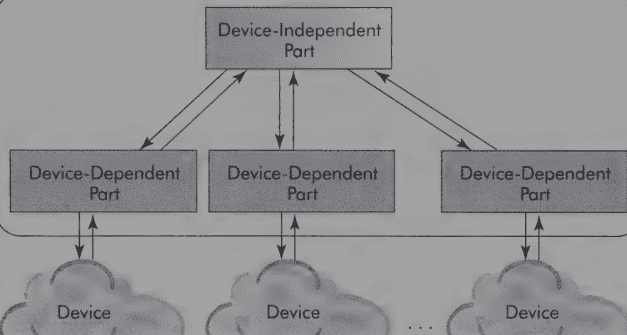 Device-Independent
Part
Device-Dependent
Part
Device-Dependent
Part
Device-Dependent
Part
Device
Device
. . .
Device